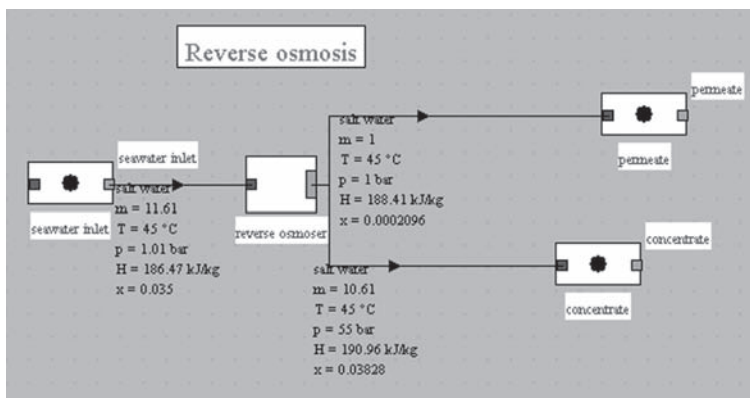 Reverse osmosis
permeate
salt water
m = 1
T = 45 °C
p = 1 bar
H = 188.41 kJ/kg
x = 0.0002096
permeate
seawater inlet
salt water
m = 11.61
T = 45 °C
p = 1.01 bar
H = 186.47 kJ/kg
x = 0.035
seawater inlet
reverse osmoser
concentrate
salt water
m = 10.61
T = 45 °C
p = 55 bar
H = 190.96 kJ/kg
x = 0.03828
concentrate